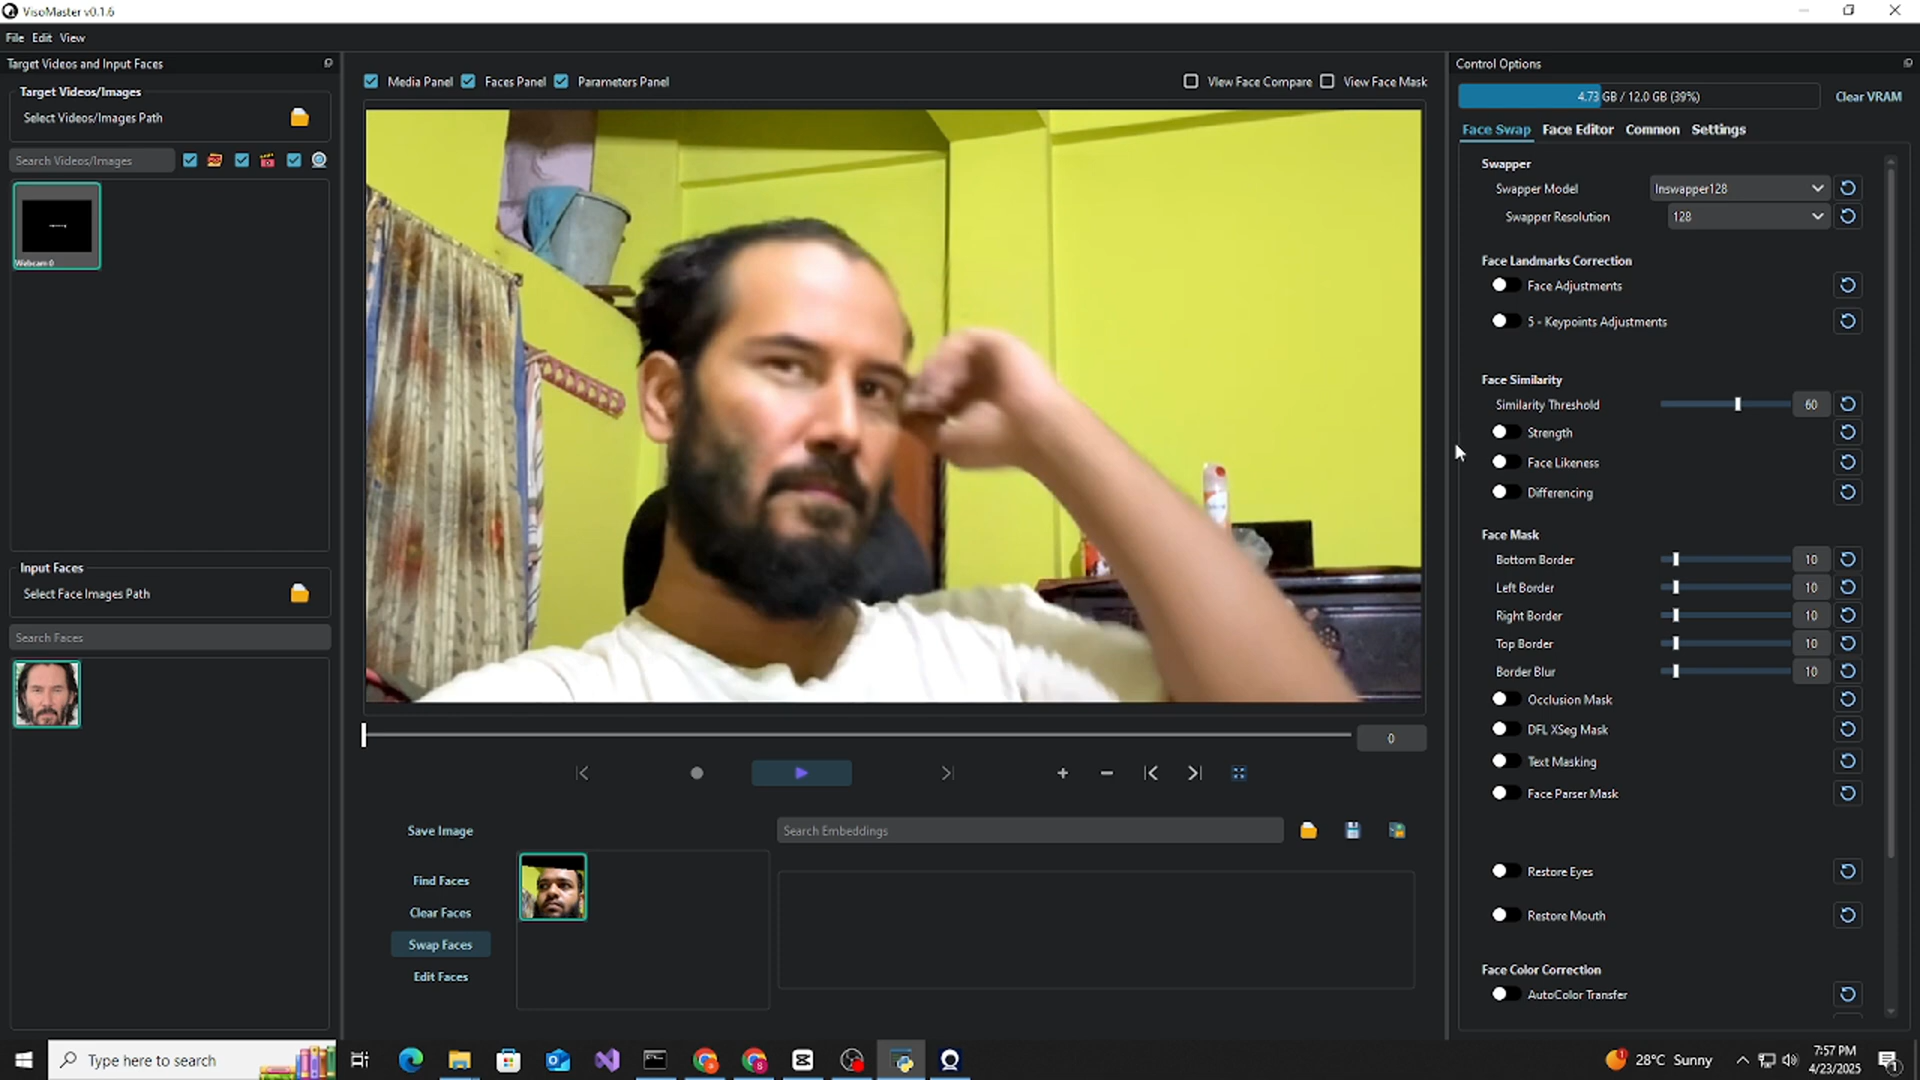 VisoMaster v0.1.6
File Edit View
Target Videos and Input Faces
Target Videos/Images
Select Videos/Images Path
Search Videos/Images
Webcam 0
Input Faces
Select Face Images Path
Search Faces
Media Panel Faces Panel Parameters Panel
View Face Compare View Face Mask
0
Save Image
Find Faces
Clear Faces
Swap Faces
Edit Faces
Search Embeddings
Control Options
4.73 GB / 12.0 GB (39%) Clear VRAM
Face Swap Face Editor Common Settings
Swapper
Swapper Model Inswapper128
Swapper Resolution 128
Face Landmarks Correction
Face Adjustments
5 - Keypoints Adjustments
Face Similarity
Similarity Threshold 60
Strength
Face Likeness
Differencing
Face Mask
Bottom Border 10
Left Border 10
Right Border 10
Top Border 10
Border Blur 10
Occlusion Mask
DFL XSeg Mask
Text Masking
Face Parser Mask
Restore Eyes
Restore Mouth
Face Color Correction
AutoColor Transfer
Type here to search
28°C Sunny
7:57 PM
4/23/2025